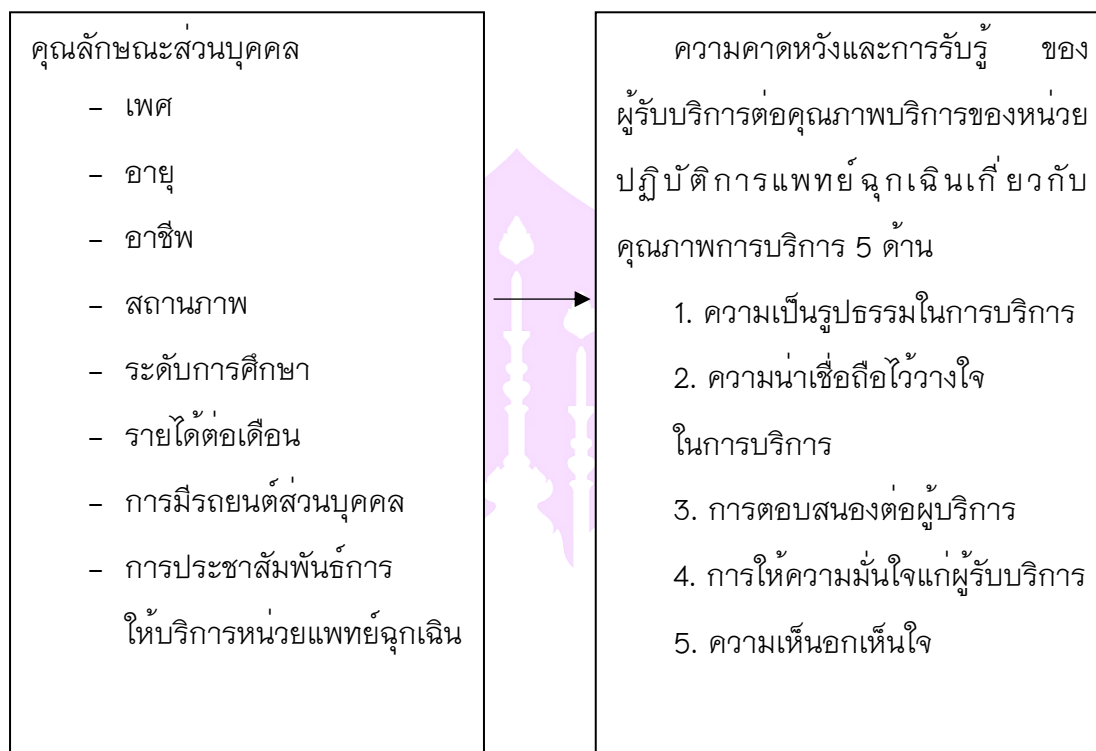 คุณลักษณะส่วนบุคคล
- เพศ
- อายุ
- อาชีพ
- สถานภาพ
- ระดับการศึกษา
- รายได้ต่อเดือน
- การมีรถยนต์ส่วนบุคคล
- การประชาสัมพันธ์การ
ให้บริการหน่วยแพทย์ฉุกเฉิน
ความคาดหวังและการรับรู้ ของ
ผู้รับบริการต่อคุณภาพบริการของหน่วย
ปฏิบัติการแพทย์ฉุกเฉินเกี่ยวกับ
คุณภาพการบริการ 5 ด้าน
1. ความเป็นรูปธรรมในการบริการ
2. ความน่าเชื่อถือไว้วางใจ
ในการบริการ
3. การตอบสนองต่อผู้บริการ
4. การให้ความมั่นใจแก่ผู้รับบริการ
5. ความเห็นอกเห็นใจ